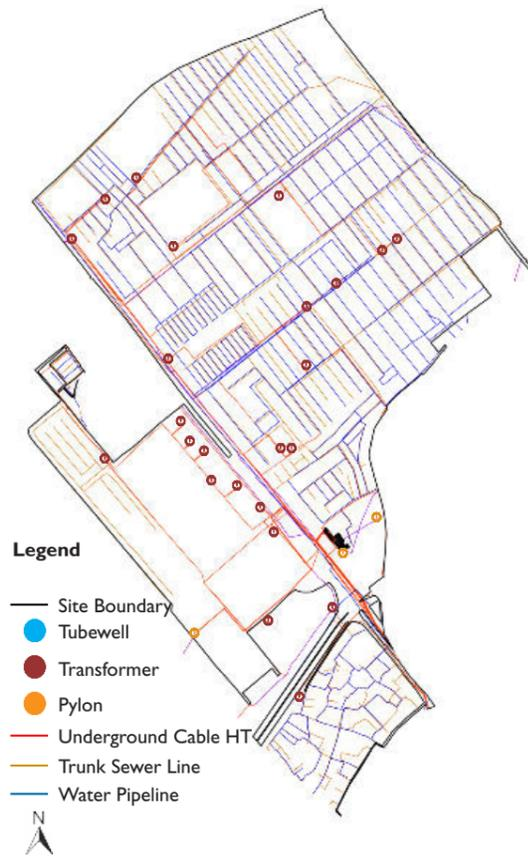 Legend
Site Boundary
Tubewell
Transformer
Pylon
Underground Cable HT
Trunk Sewer Line
Water Pipeline
N